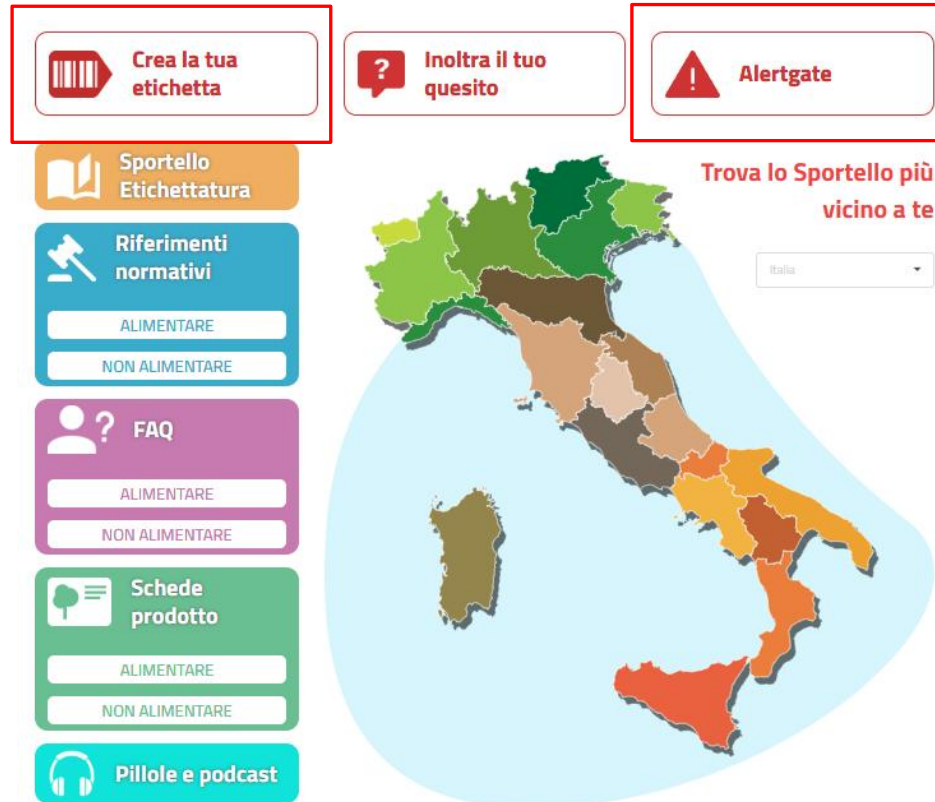 Crea la tua
etichetta
?
Inoltra il tuo
quesito
!
Alertgate
Sportello
Etichettatura
Trova lo Sportello più
vicino a te
Italia
Riferimenti
normativi
ALIMENTARE
NON ALIMENTARE
?
FAQ
ALIMENTARE
NON ALIMENTARE
Schede
prodotto
ALIMENTARE
NON ALIMENTARE
Pillole e podcast